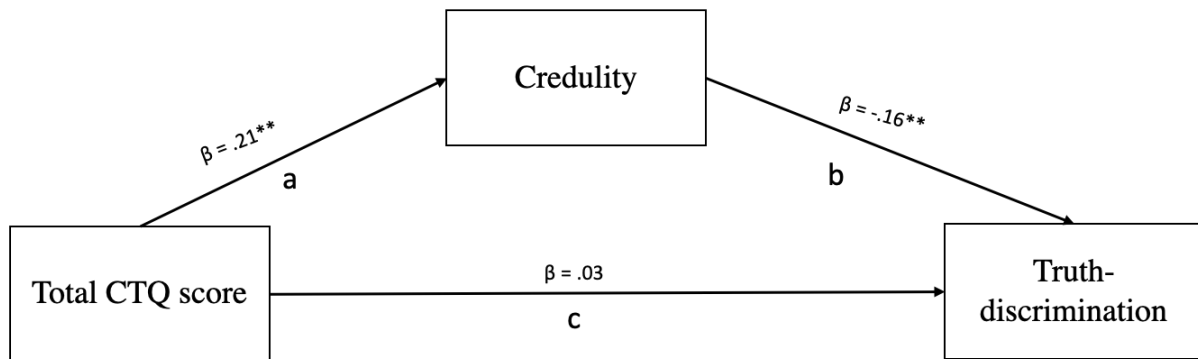 Credulity
β = .21**
β = -.16**
a
b
Total CTQ score
β = .03
c
Truth-
discrimination